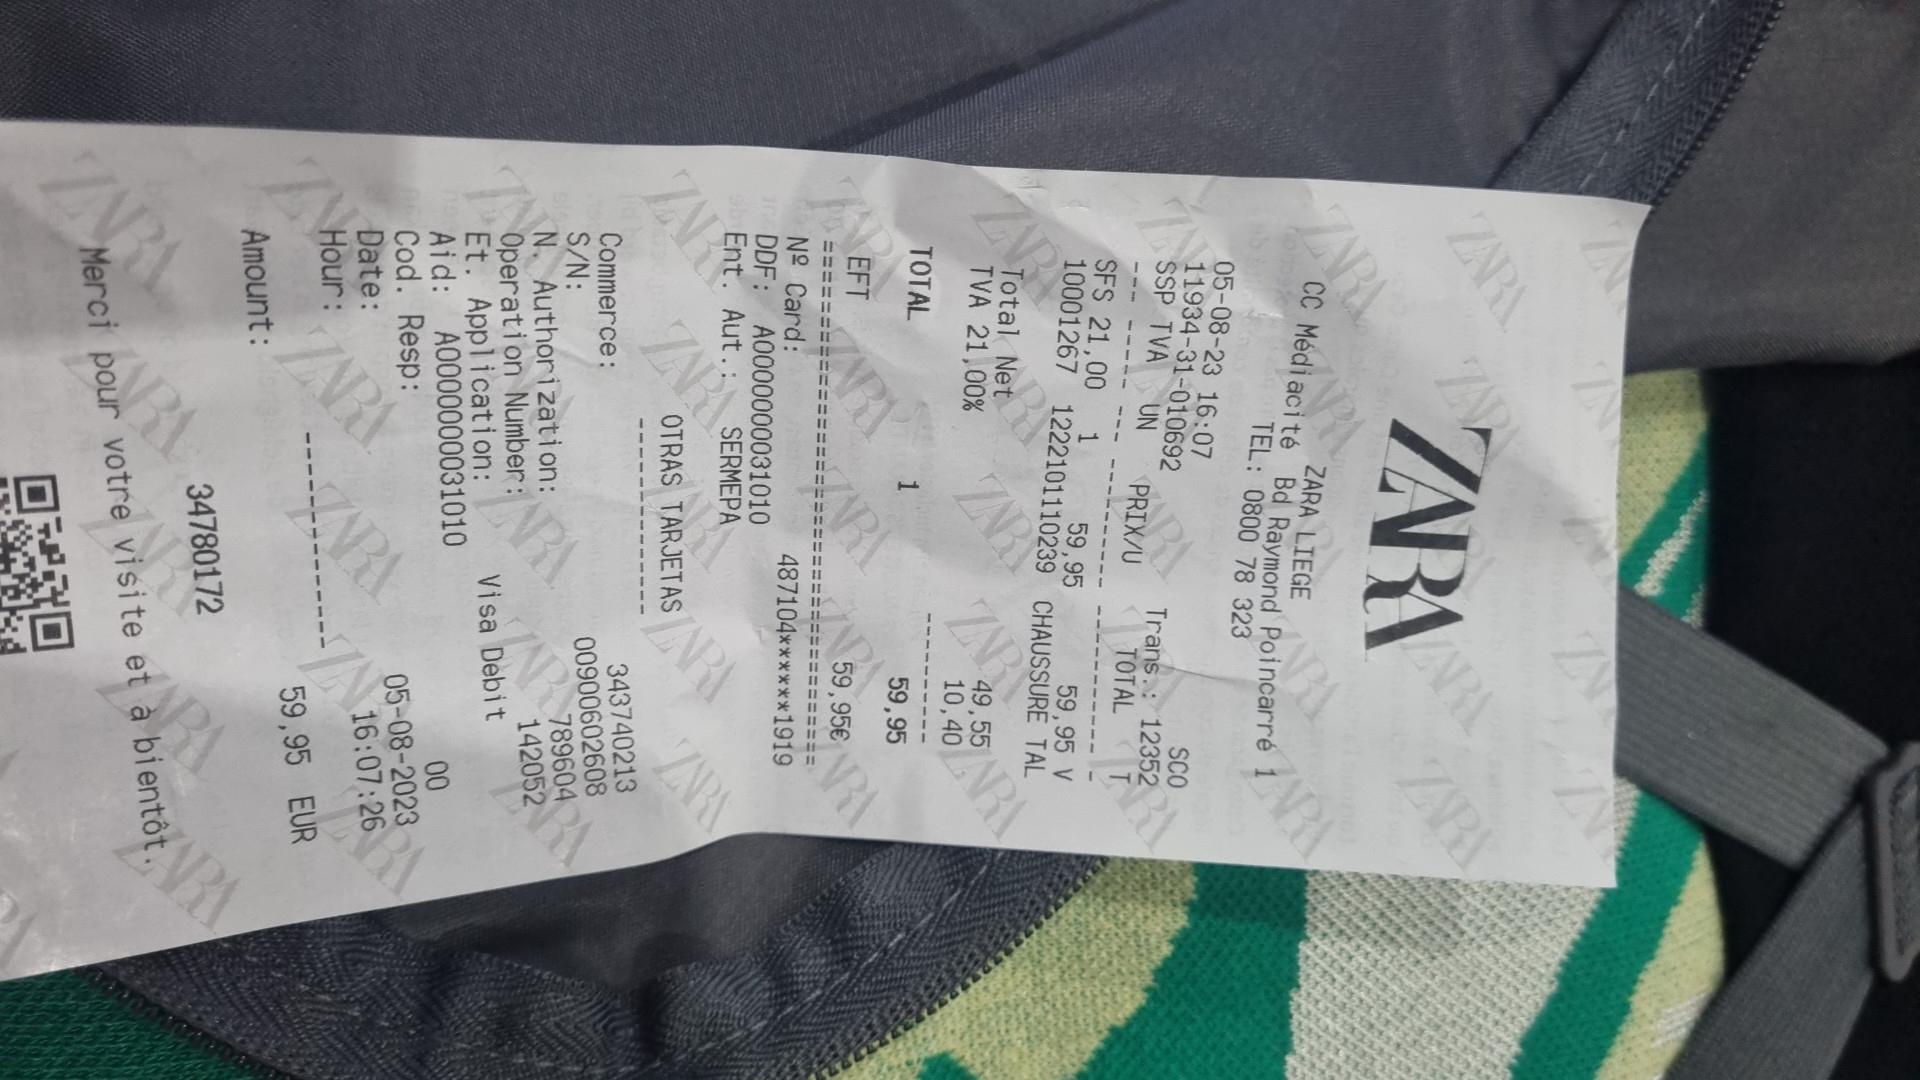 ZARA
ZARA LIEGE
CC Médiacité Bd Raymond Poincarré 1
TEL: 0800 78 323
05-08-23 16:07 SCO
11934-31-010692 Trans.: 12352
SSP TVA UN PRIX/U TOTAL T
--- ----- --- -------- ------------ -
SFS 21,00 1 59,95 59,95 V
10001267 12221011110239 CHAUSSURE TAL
Total Net 49,55
TVA 21,00% 10,40
----------
TOTAL 1 59,95
EFT 59,95€
========================================
Nº Card: 487104******1919
DDF: A0000000031010
Ent. Aut.: SERMEPA
OTRAS TARJETAS
----------------
Commerce: 343740213
S/N: 00900602608
N. Authorization: 789604
Operation Number: 142052
Et. Application: Visa Debit
Aid: A0000000031010
Cod. Resp: 00
Date: 05-08-2023
Hour: 16:07:26
-----------------
Amount: 59,95 EUR
34780172
Merci pour votre visite et à bientôt.